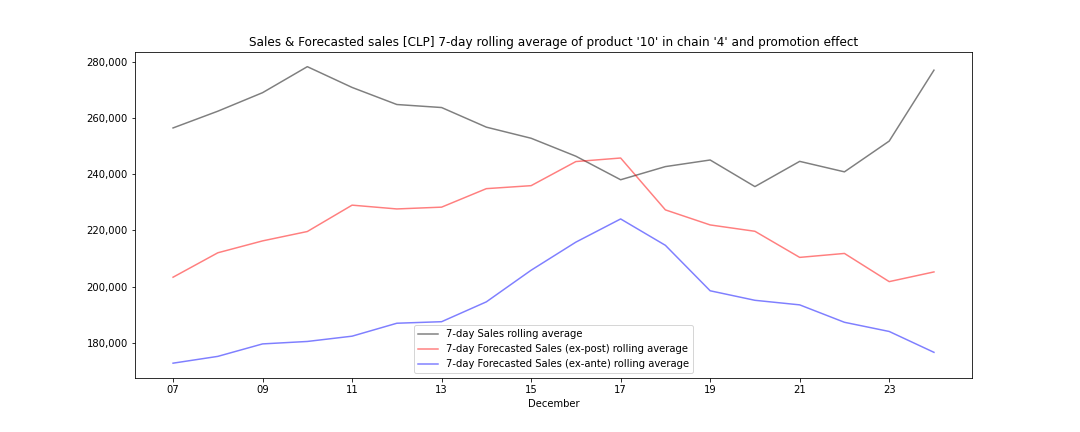 Sales & Forecasted sales [CLP] 7-day rolling average of product '10' in chain '4' and promotion effect
280,000
260,000
240,000
220,000
200,000
180,000
7-day Sales rolling average
7-day Forecasted Sales (ex-post) rolling average
7-day Forecasted Sales (ex-ante) rolling average
07 09 11 13 15 17 19 21 23
December